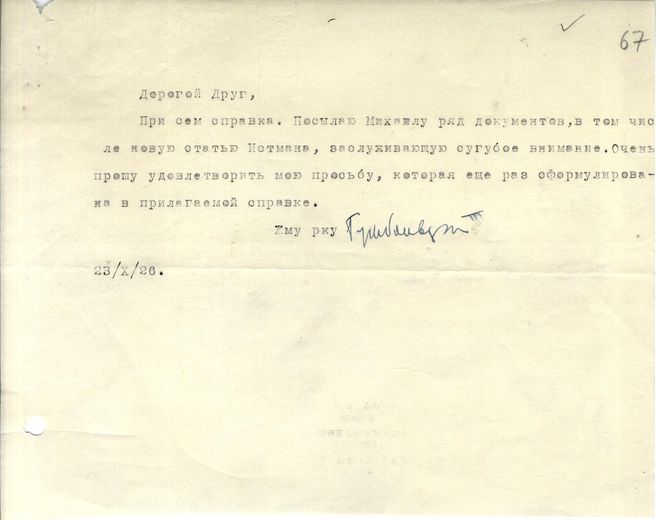 67
Дорогой Друг,
При сем справка. Посылаю Михаилу ряд документов,в том чис
ле новую статью Истмана, заслуживающую сугубое внимание.Очень
прошу удовлетворить мою просьбу, которая еще раз сформулирова-
на в прилагаемой справке.
Жму рку
23/X/26.